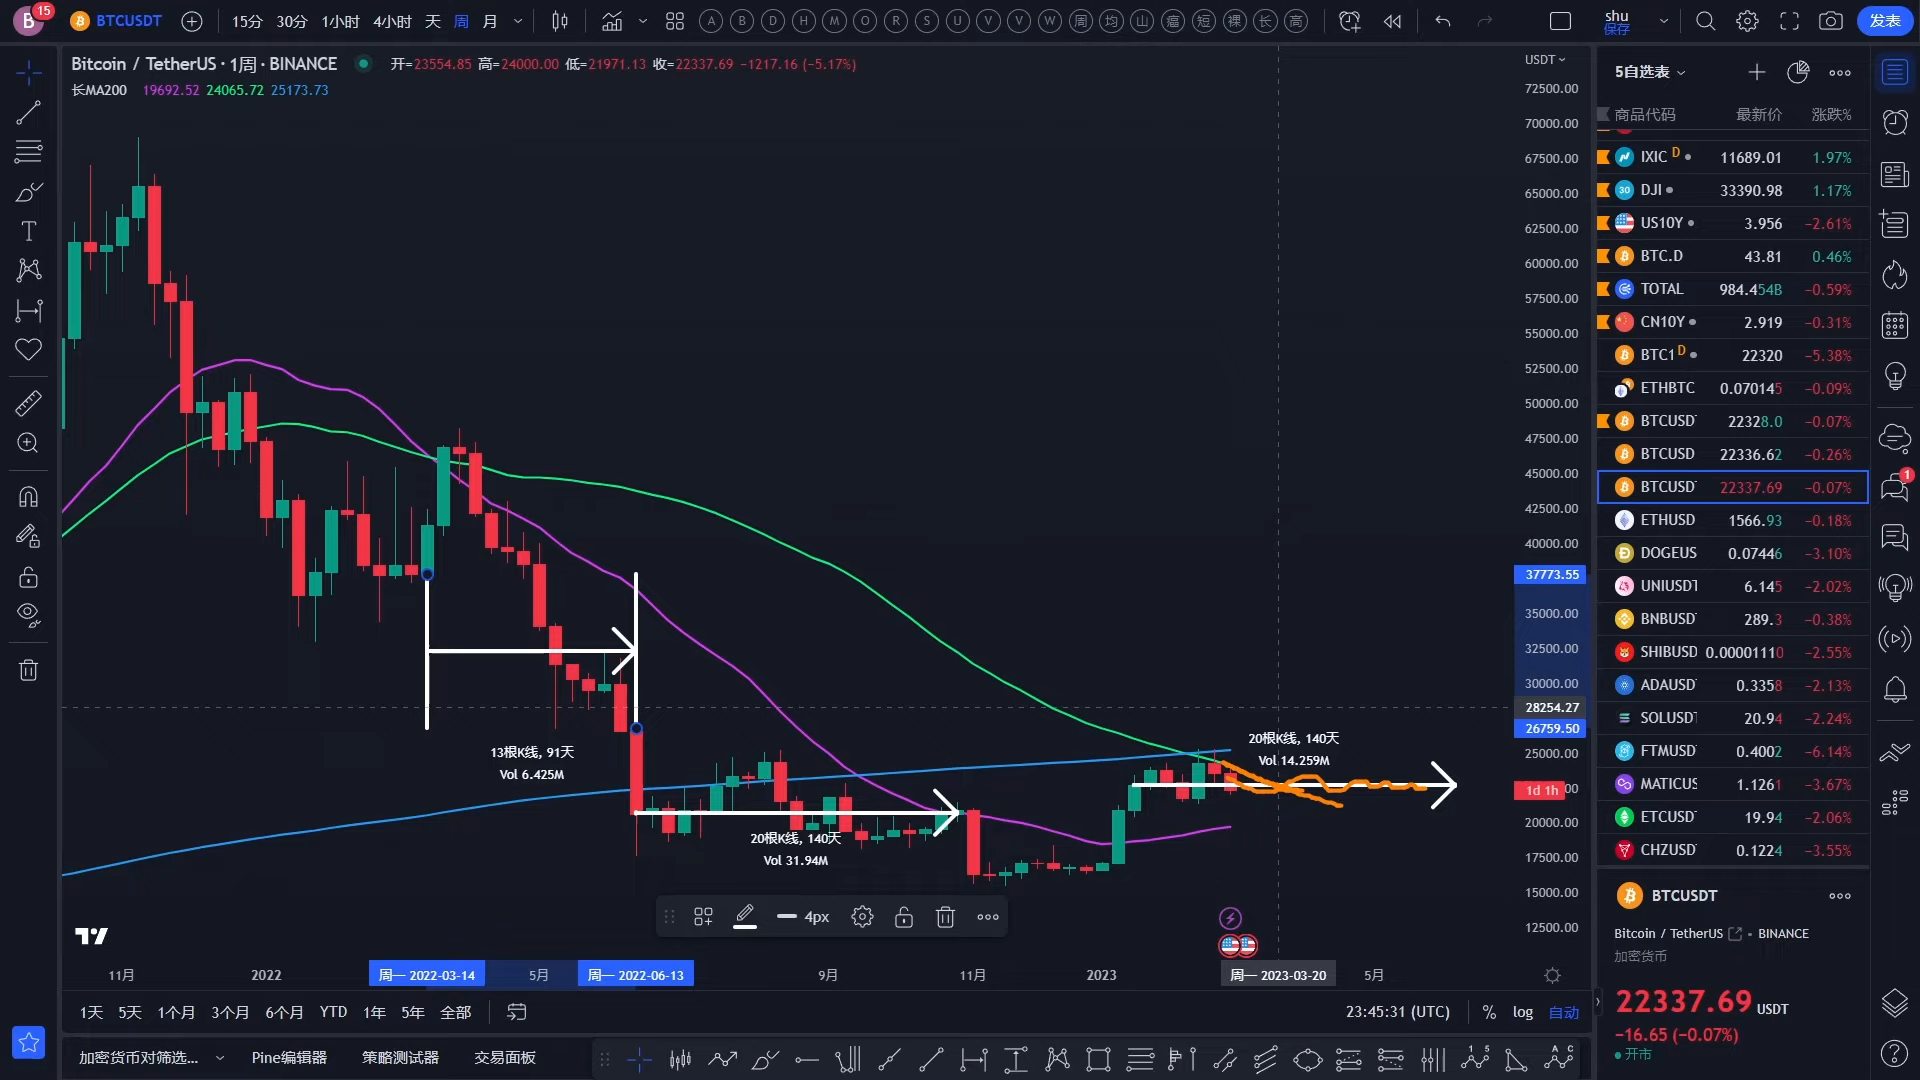 B
15
BTCUSDT
15分 30分 1小时 4小时 天 周 月
A B D H M O R S U V V W 周 均 山 瘪 短 裸 长 高
shu
保存
发表
Bitcoin / TetherUS · 1周 · BINANCE 开=23554.85 高=24000.00 低=21971.13 收=22337.69 −1217.16 (−5.17%)
长MA200 19692.52 24065.72 25173.73
USDT
72500.00
70000.00
67500.00
65000.00
62500.00
60000.00
57500.00
55000.00
52500.00
50000.00
47500.00
45000.00
42500.00
40000.00
37773.55
35000.00
32500.00
30000.00
28254.27
26759.50
25000.00
1d 1h
20000.00
17500.00
15000.00
12500.00
13根K线, 91天
Vol 6.425M
20根K线, 140天
Vol 31.94M
20根K线, 140天
Vol 14.259M
4px
11月 2022 周一 2022-03-14 5月 周一 2022-06-13 9月 11月 2023 周一 2023-03-20 5月
1天 5天 1个月 3个月 6个月 YTD 1年 5年 全部
23:45:31 (UTC) % log 自动
加密货币对筛选... Pine编辑器 策略测试器 交易面板
5自选表
商品代码 最新价 涨跌%
IXIC D 11689.01 1.97%
30 DJI 33390.98 1.17%
US10Y 3.956 −2.61%
BTC.D 43.81 0.46%
TOTAL 984.454B −0.59%
CN10Y 2.919 −0.31%
BTC1 D 22320 −5.38%
ETHBTC 0.070145 −0.09%
BTCUSD 22328.0 −0.07%
BTCUSD 22336.62 −0.26%
BTCUSD 22337.69 −0.07%
ETHUSD 1566.93 −0.18%
DOGEUS 0.07446 −3.10%
UNIUSDT 6.145 −2.02%
BNBUSD 289.3 −0.38%
SHIBUSD 0.00001110 −2.55%
ADAUSD 0.3358 −2.13%
SOLUSDT 20.94 −2.24%
FTMUSD 0.4002 −6.14%
MATICUS 1.1261 −3.67%
ETCUSD 19.94 −2.06%
CHZUSD 0.1224 −3.55%
1
BTCUSDT
Bitcoin / TetherUS • BINANCE
加密货币
22337.69 USDT
−16.65 (−0.07%)
开市